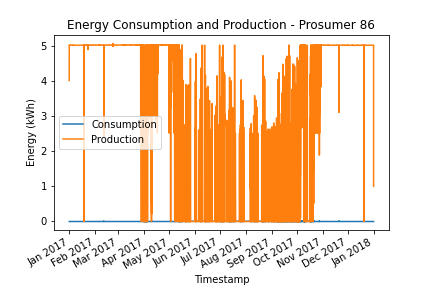 Energy Consumption and Production - Prosumer 86
Energy (kWh)
5
4
3
2
1
0
Consumption
Production
Jan 2017
Feb 2017
Mar 2017
Apr 2017
May 2017
Jun 2017
Jul 2017
Aug 2017
Sep 2017
Oct 2017
Nov 2017
Dec 2017
Jan 2018
Timestamp